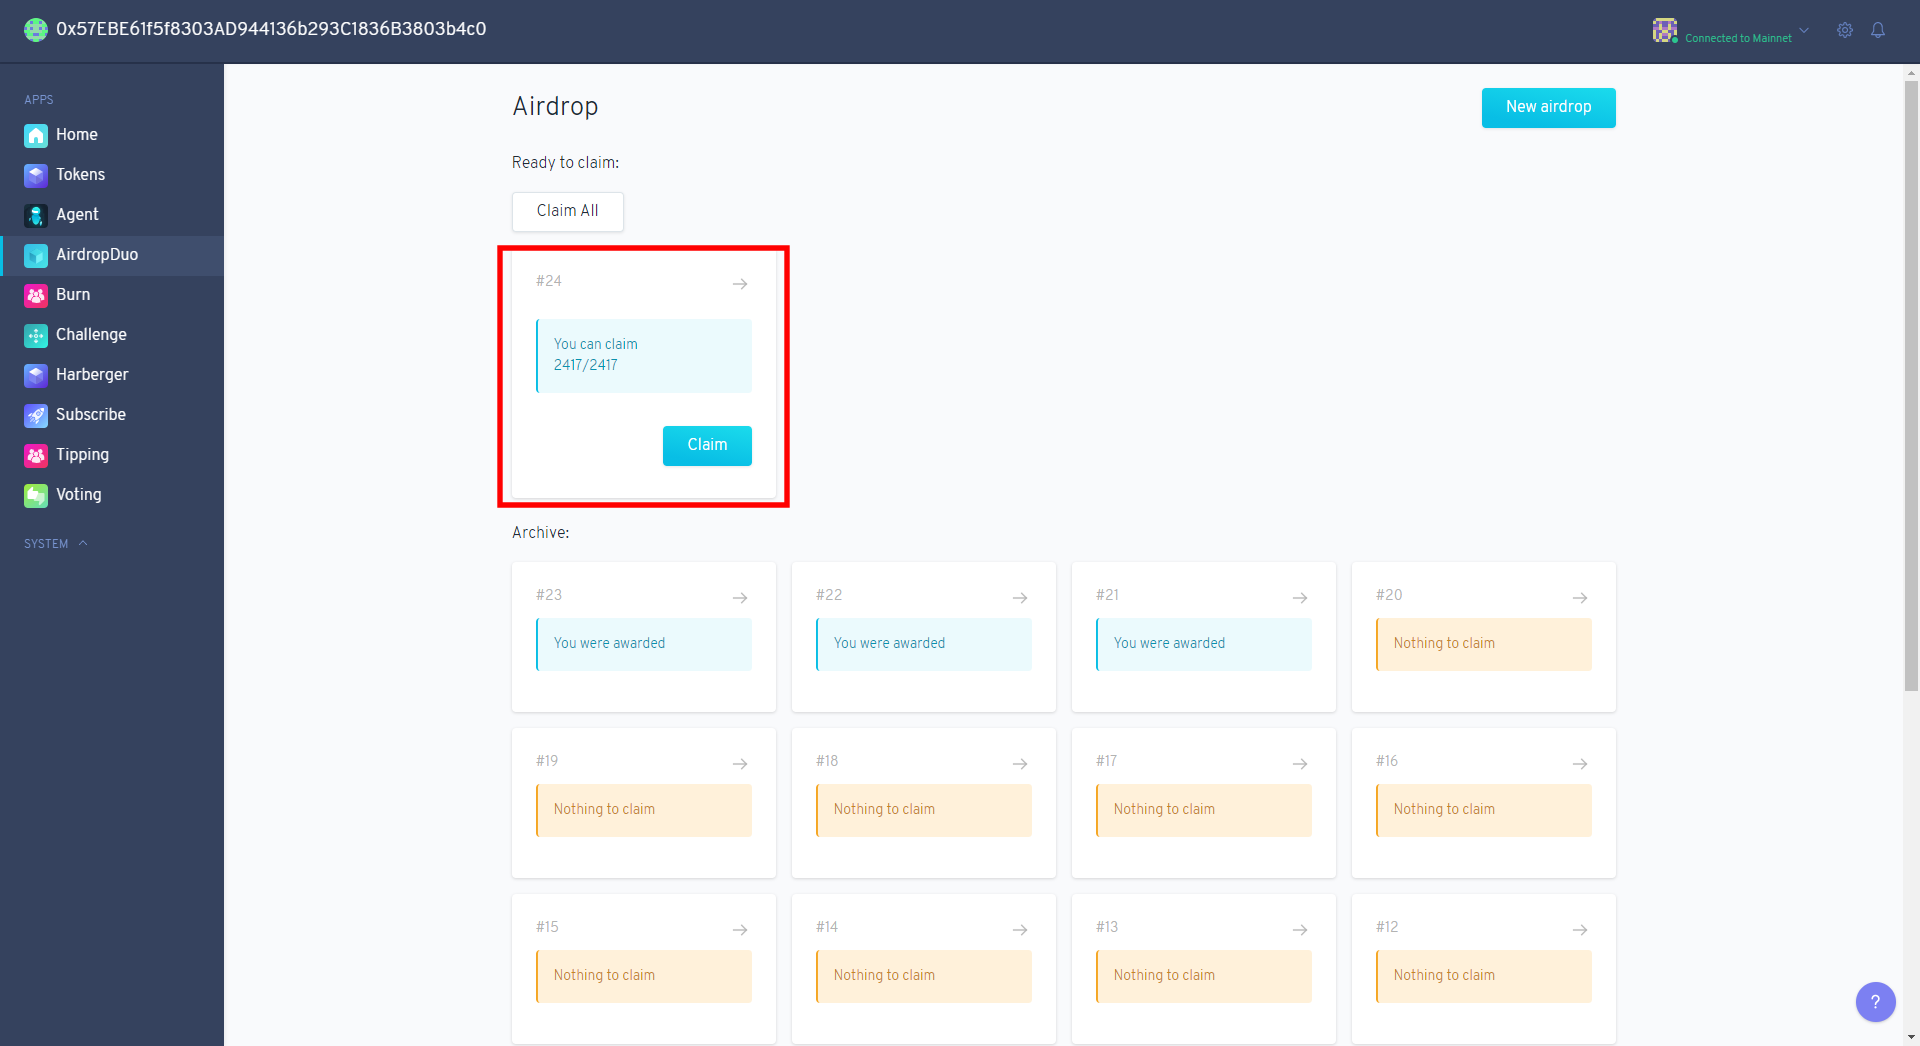 0x57EBE61f5f8303AD944136b293C1836B3803b4c0
Connected to Mainnet
APPS
Home
Tokens
Agent
AirdropDuo
Burn
Challenge
Harberger
Subscribe
Tipping
Voting
SYSTEM
Airdrop
New airdrop
Ready to claim:
Claim All
#24
You can claim
2417/2417
Claim
Archive:
#23
You were awarded
#22
You were awarded
#21
You were awarded
#20
Nothing to claim
#19
Nothing to claim
#18
Nothing to claim
#17
Nothing to claim
#16
Nothing to claim
#15
Nothing to claim
#14
Nothing to claim
#13
Nothing to claim
#12
Nothing to claim
?